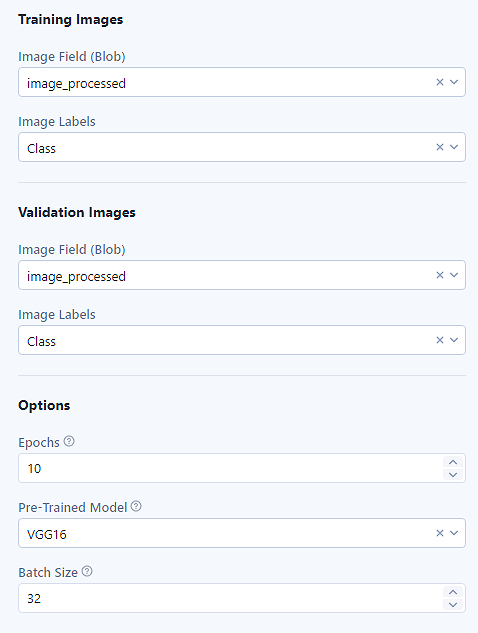 Training Images
Image Field (Blob)
image_processed
Image Labels
Class
Validation Images
Image Field (Blob)
image_processed
Image Labels
Class
Options
Epochs
10
Pre-Trained Model
VGG16
Batch Size
32